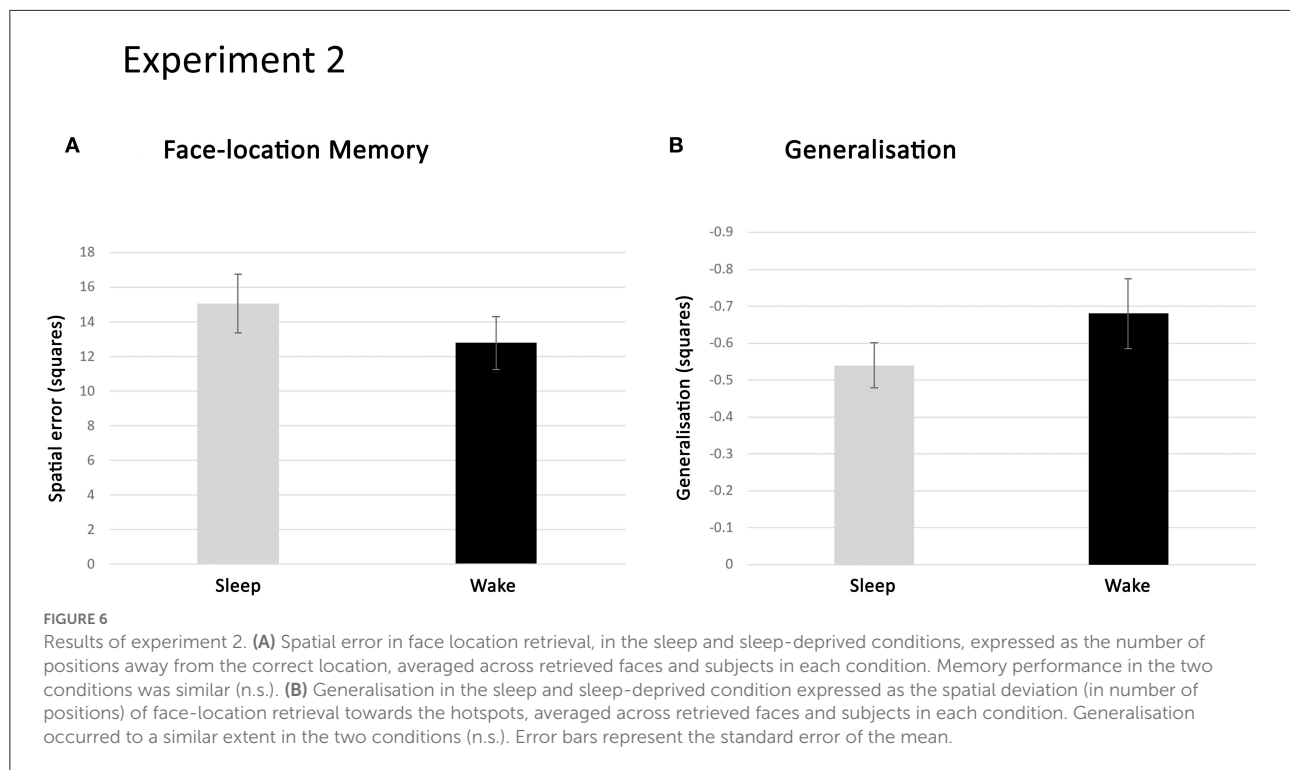 Experiment 2
A Face-location Memory
Spatial error (squares)
18
16
14
12
10
8
6
4
2
0
Sleep Wake
B Generalisation
Generalisation (squares)
-0.9
-0.8
-0.7
-0.6
-0.5
-0.4
-0.3
-0.2
-0.1
0
Sleep Wake
FIGURE 6
Results of experiment 2. (A) Spatial error in face location retrieval, in the sleep and sleep-deprived conditions, expressed as the number of
positions away from the correct location, averaged across retrieved faces and subjects in each condition. Memory performance in the two
conditions was similar (n.s.). (B) Generalisation in the sleep and sleep-deprived condition expressed as the spatial deviation (in number of
positions) of face-location retrieval towards the hotspots, averaged across retrieved faces and subjects in each condition. Generalisation
occurred to a similar extent in the two conditions (n.s.). Error bars represent the standard error of the mean.